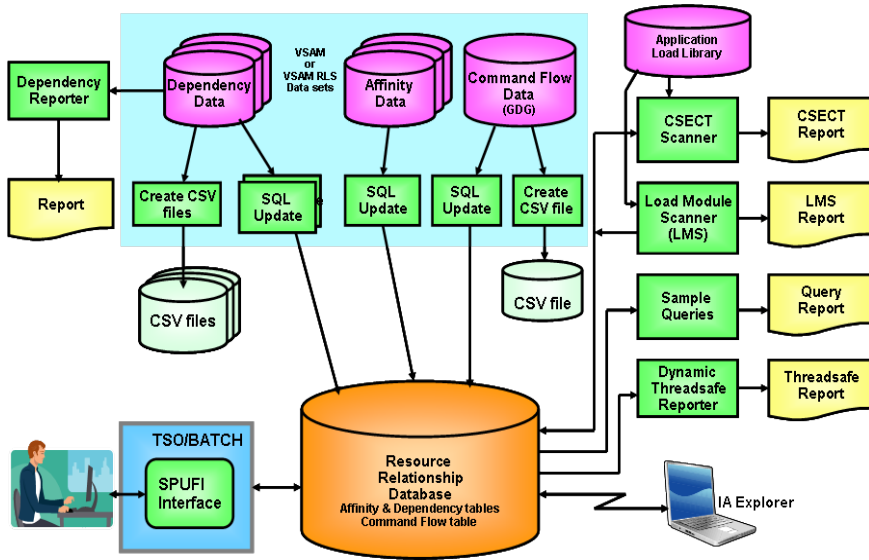 Application
Load Library
VSAM
or
VSAM RLS
Data sets
Dependency
Data
Affinity
Data
Command Flow
Data
(GDG)
Dependency
Reporter
CSECT
Scanner
CSECT
Report
Report
Create CSV
files
SQL
Update
SQL
Update
SQL
Update
Create
CSV file
Load Module
Scanner
(LMS)
LMS
Report
CSV files
CSV file
Sample
Queries
Query
Report
Dynamic
Threadsafe
Reporter
Threadsafe
Report
TSO/BATCH
SPUFI
Interface
Resource
Relationship
Database
Affinity & Dependency tables
Command Flow table
IA Explorer